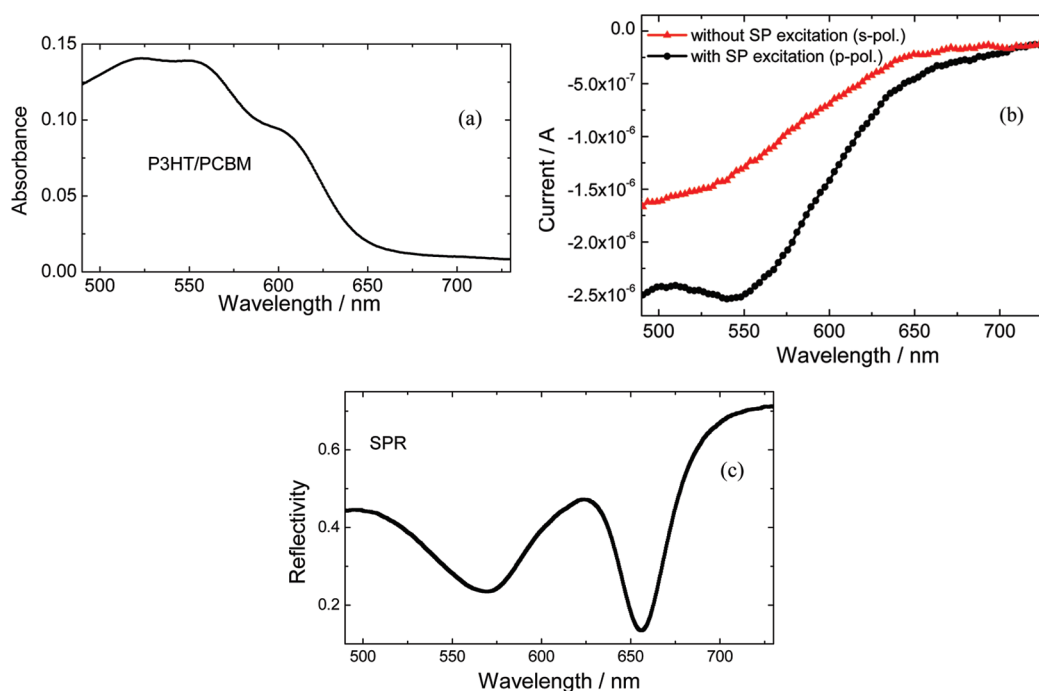 0.15
0.10
0.05
0.00
Absorbance
(a)
P3HT/PCBM
500 550 600 650 700
Wavelength / nm
0.0
-5.0x10⁻⁷
-1.0x10⁻⁶
-1.5x10⁻⁶
-2.0x10⁻⁶
-2.5x10⁻⁶
Current / A
without SP excitation (s-pol.)
with SP excitation (p-pol.)
(b)
500 550 600 650 700
Wavelength / nm
0.6
0.4
0.2
Reflectivity
SPR
(c)
500 550 600 650 700
Wavelength / nm